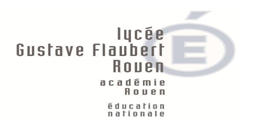 lycée
Gustave Flaubert
Rouen
académie
Rouen
éducation
nationale